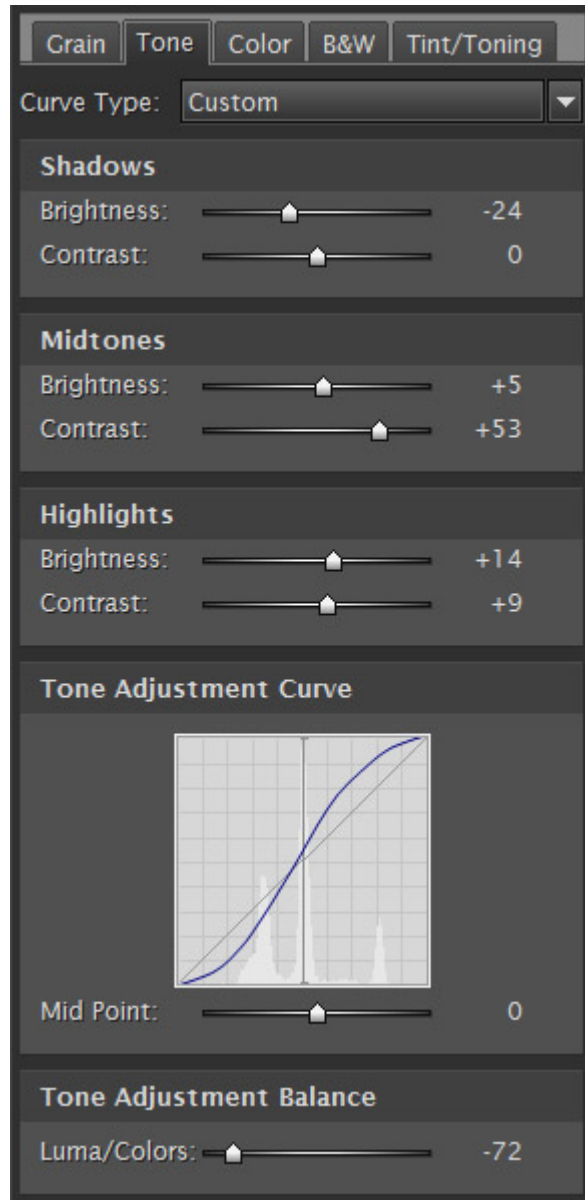 Grain Tone Color B&W Tint/Toning
Curve Type: Custom
Shadows
Brightness: -24
Contrast: 0
Midtones
Brightness: +5
Contrast: +53
Highlights
Brightness: +14
Contrast: +9
Tone Adjustment Curve
Mid Point: 0
Tone Adjustment Balance
Luma/Colors: -72